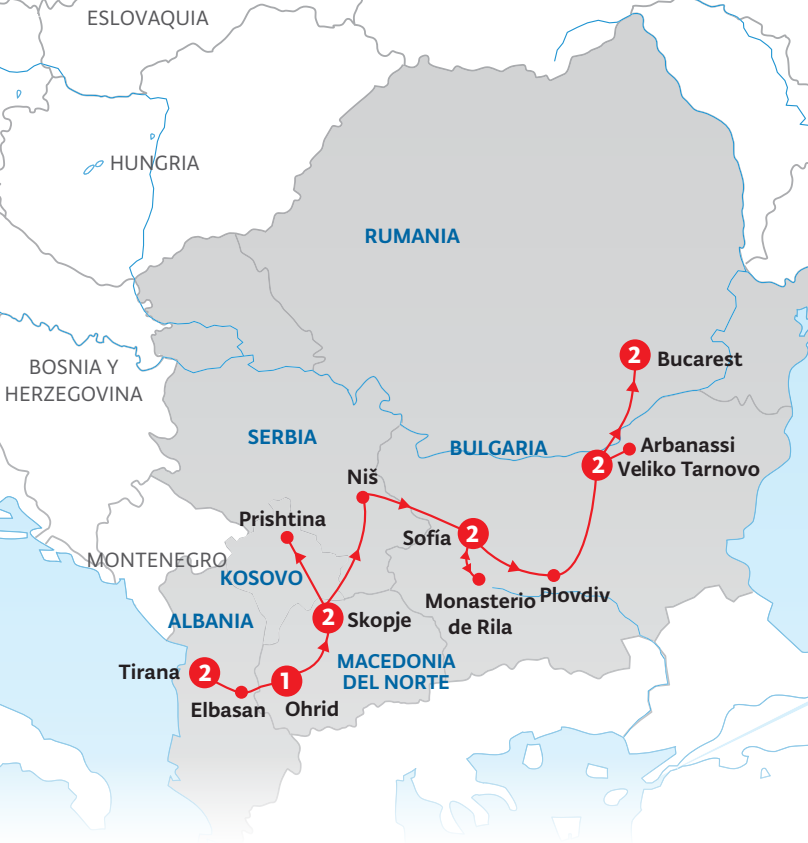 ESLOVAQUIA
HUNGRIA
RUMANIA
2
Bucarest
BOSNIA Y
HERZEGOVINA
SERBIA
BULGARIA
Arbanassi
2
Veliko Tarnovo
Niš
Prishtina
Sofía
2
MONTENEGRO
KOSOVO
Monasterio
de Rila
Plovdiv
ALBANIA
2
Skopje
MACEDONIA
DEL NORTE
Tirana
2
Elbasan
1
Ohrid